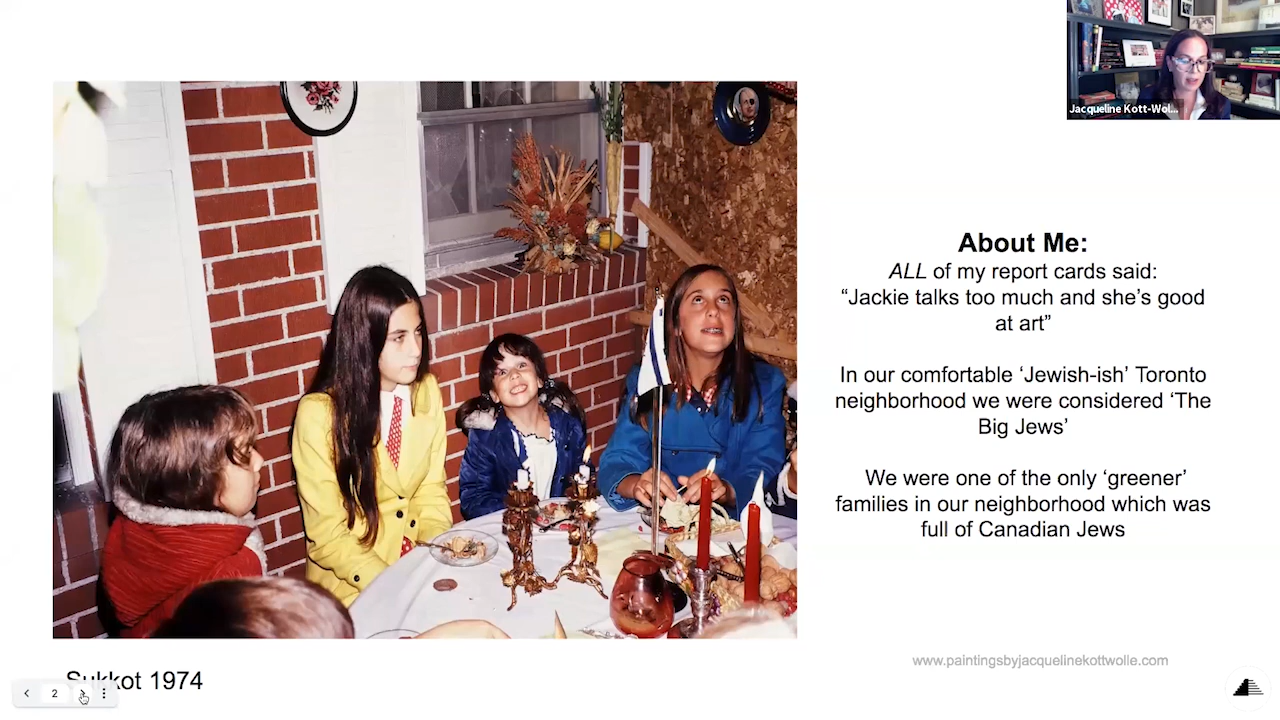 Jacqueline Kott-Wol...
About Me:
ALL of my report cards said:
“Jackie talks too much and she’s good
at art”
In our comfortable ‘Jewish-ish’ Toronto
neighborhood we were considered ‘The
Big Jews’
We were one of the only ‘greener’
families in our neighborhood which was
full of Canadian Jews
www.paintingsbyjacquelinekottwolle.com
Sukkot 1974
2